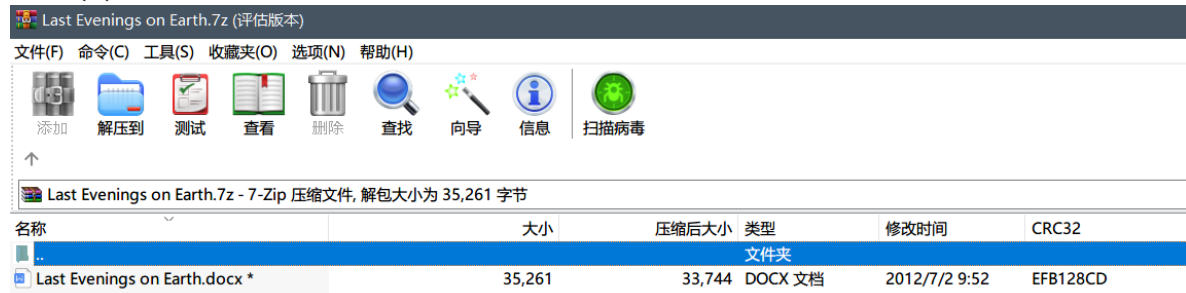 Last Evenings on Earth.7z (评估版本)
文件(F) 命令(C) 工具(S) 收藏夹(O) 选项(N) 帮助(H)
添加 解压到 测试 查看 删除 查找 向导 信息 扫描病毒
Last Evenings on Earth.7z - 7-Zip 压缩文件, 解包大小为 35,261 字节
名称 大小 压缩后大小 类型 修改时间 CRC32
.. 文件夹
Last Evenings on Earth.docx * 35,261 33,744 DOCX 文档 2012/7/2 9:52 EFB128CD